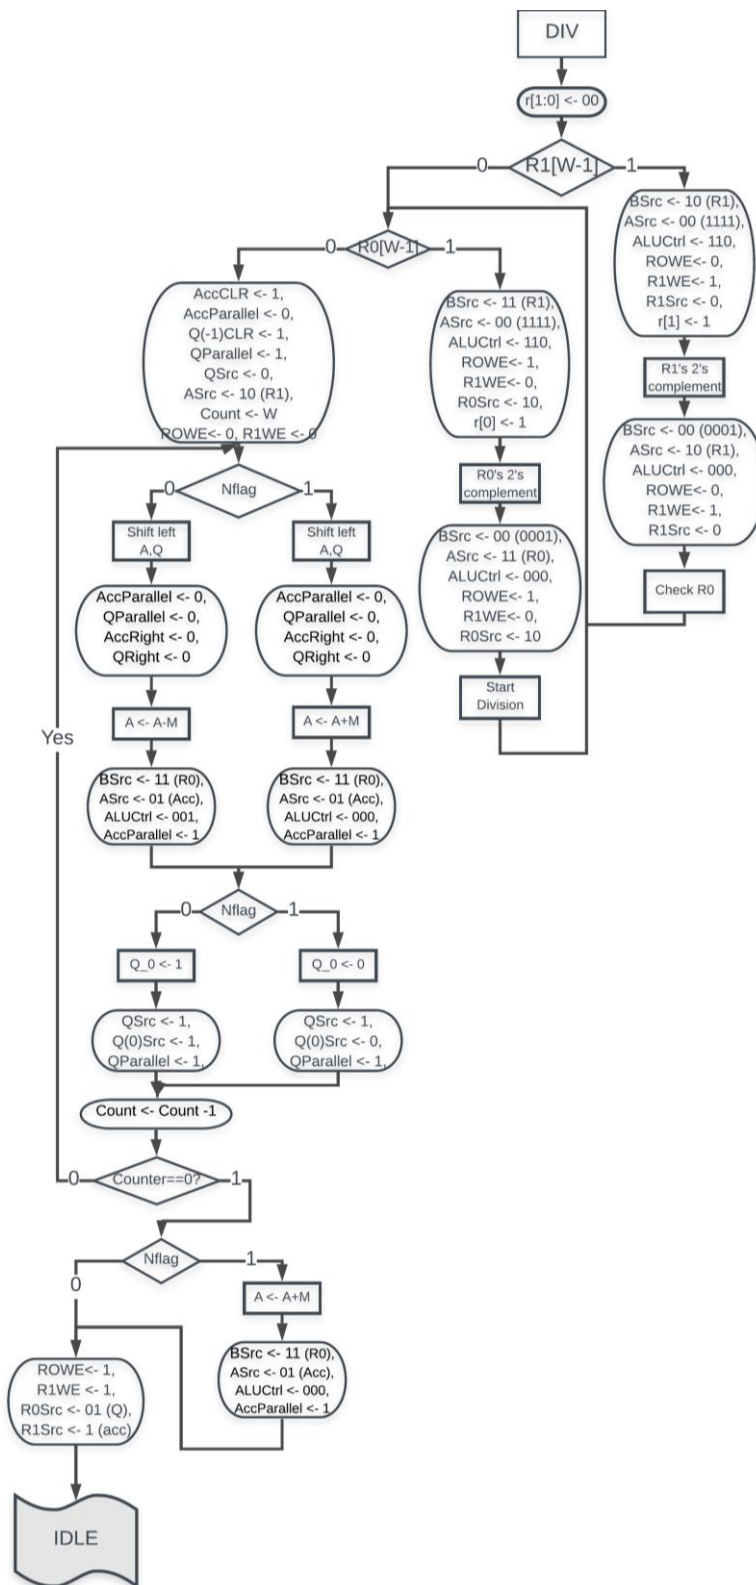 DIV
r[1:0] <- 00
R1[W-1]
0
1
BSrc <- 10 (R1),
ASrc <- 00 (1111),
ALUCtrl <- 110,
ROWE<- 0,
R1WE<- 1,
R1Src <- 0,
r[1] <- 1
R1's 2's
complement
BSrc <- 00 (0001),
ASrc <- 10 (R1),
ALUCtrl <- 000,
ROWE<- 0,
R1WE<- 1,
R1Src <- 0
Check R0
R0[W-1]
0
1
BSrc <- 11 (R1),
ASrc <- 00 (1111),
ALUCtrl <- 110,
ROWE<- 1,
R1WE<- 0,
R0Src <- 10,
r[0] <- 1
R0's 2's
complement
BSrc <- 00 (0001),
ASrc <- 11 (R0),
ALUCtrl <- 000,
ROWE<- 1,
R1WE<- 0,
R0Src <- 10
Start
Division
AccCLR <- 1,
AccParallel <- 0,
Q(-1)CLR <- 1,
QParallel <- 1,
QSrc <- 0,
ASrc <- 10 (R1),
Count <- W
ROWE<- 0, R1WE <- 0
Nflag
0
1
Shift left
A,Q
AccParallel <- 0,
QParallel <- 0,
AccRight <- 0,
QRight <- 0
A <- A-M
BSrc <- 11 (R0),
ASrc <- 01 (Acc),
ALUCtrl <- 001,
AccParallel <- 1
Shift left
A,Q
AccParallel <- 0,
QParallel <- 0,
AccRight <- 0,
QRight <- 0
A <- A+M
BSrc <- 11 (R0),
ASrc <- 01 (Acc),
ALUCtrl <- 000,
AccParallel <- 1
Yes
Nflag
0
1
Q_0 <- 1
QSrc <- 1,
Q(0)Src <- 1,
QParallel <- 1,
Q_0 <- 0
QSrc <- 1,
Q(0)Src <- 0,
QParallel <- 1,
Count <- Count -1
Counter==0?
0
1
Nflag
0
1
A <- A+M
BSrc <- 11 (R0),
ASrc <- 01 (Acc),
ALUCtrl <- 000,
AccParallel <- 1
ROWE<- 1,
R1WE <- 1,
R0Src <- 01 (Q),
R1Src <- 1 (acc)
IDLE